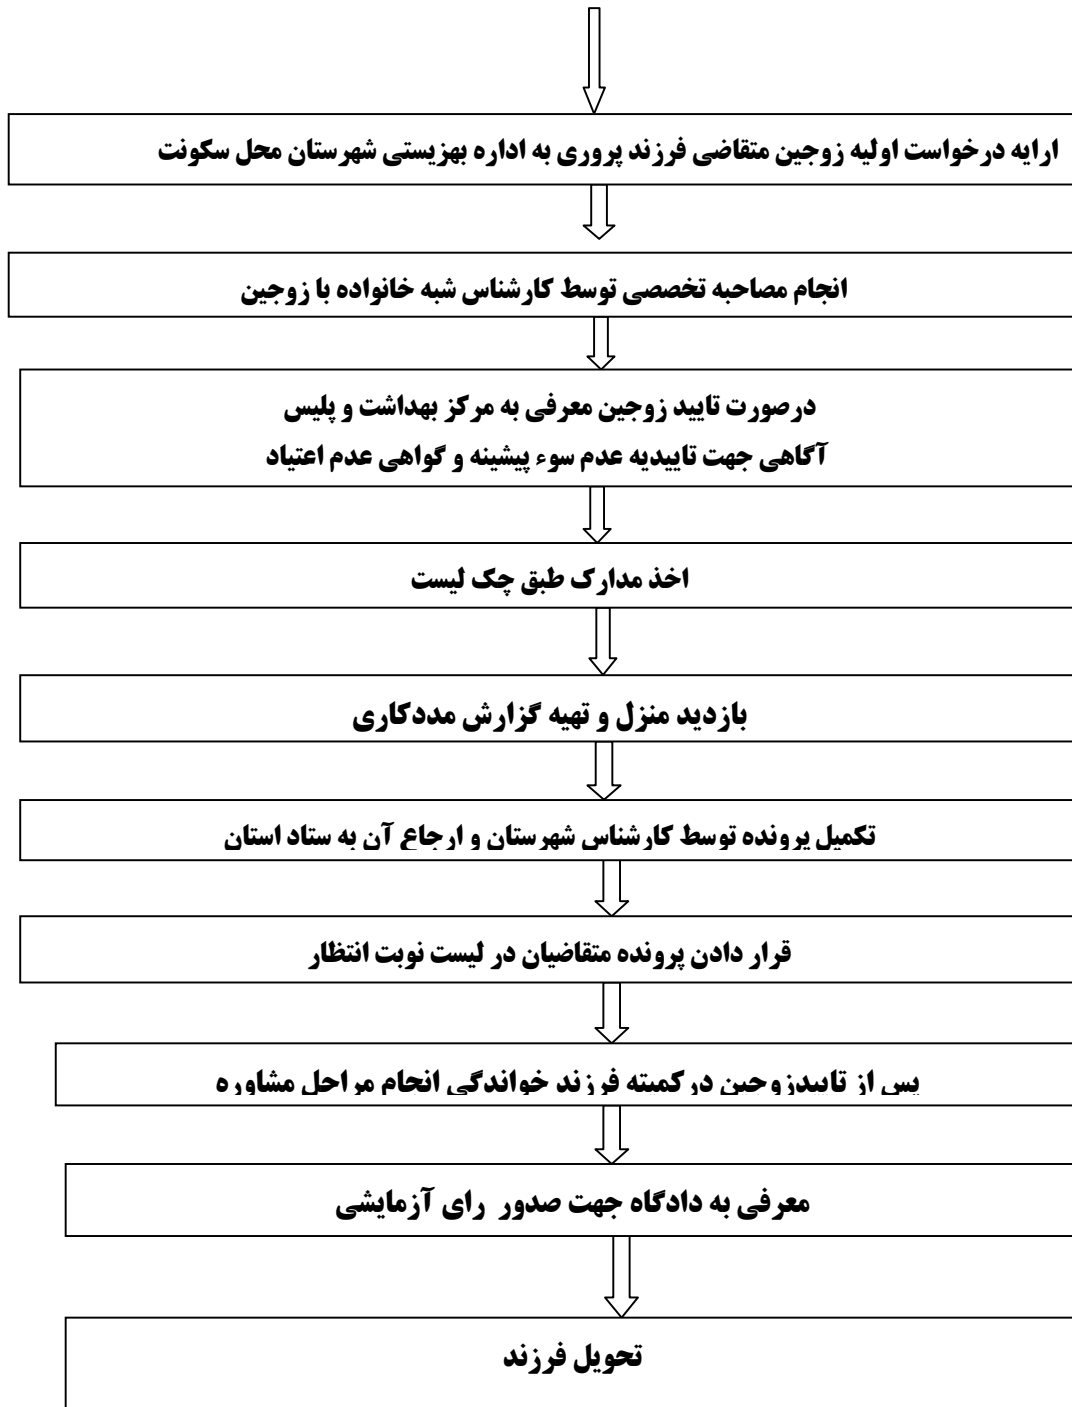 ارایه درخواست اولیه زوجین متقاضی فرزند پروری به اداره بهزیستی شهرستان محل سکونت
انجام مصاحبه تخصصی توسط کارشناس شبه خانواده با زوجین
درصورت تایید زوجین معرفی به مرکز بهداشت و پلیس
آگاهی جهت تاییدیه عدم سوء پیشینه و گواهی عدم اعتیاد
اخذ مدارک طبق چک لیست
بازدید منزل و تهیه گزارش مددکاری
تکمیل پرونده توسط کارشناس شهرستان و ارجاع آن به ستاد استان
قرار دادن پرونده متقاضیان در لیست نوبت انتظار
پس از تاییدزوجین درکمیته فرزند خواندگی انجام مراحل مشاوره
معرفی به دادگاه جهت صدور رای آزمایشی
تحویل فرزند